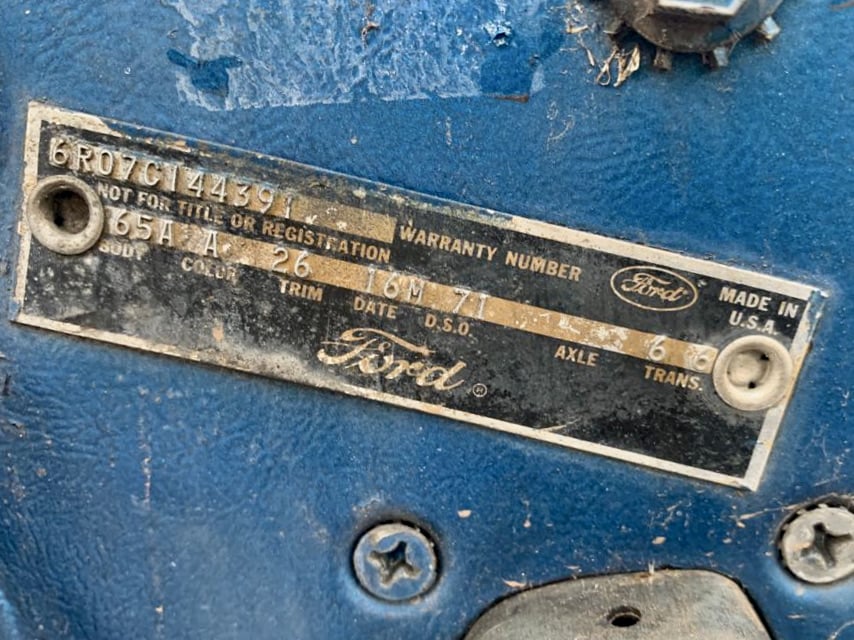 6R07C144391
NOT FOR TITLE OR REGISTRATION
WARRANTY NUMBER
Ford
MADE IN
U.S.A.
65A A 26 16M 71 6 6
BODY COLOR TRIM DATE D.S.O. AXLE TRANS.
Ford ®